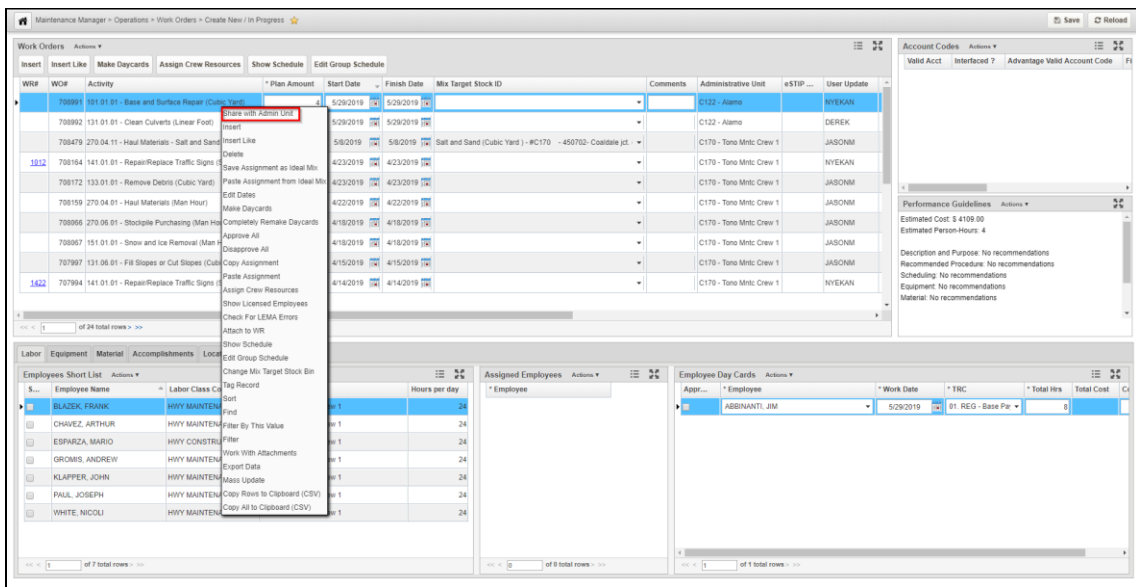 Maintenance Manager > Operations > Work Orders > Create New / In Progress
Save Reload
Work Orders Actions
Insert Insert Like Make Daycards Assign Crew Resources Show Schedule Edit Group Schedule
WR# WO# Activity * Plan Amount Start Date Finish Date Mix Target Stock ID Comments Administrative Unit eSTIP ... User Update
708991 101.01.01 - Base and Surface Repair (Cubic Yard) 4 5/29/2019 5/29/2019 C122 - Alamo NYEKAN
708992 131.01.01 - Clean Culverts (Linear Foot) 5/29/2019 5/29/2019 C122 - Alamo DEREK
708479 270.04.11 - Haul Materials - Salt and Sand 5/8/2019 5/8/2019 Salt and Sand (Cubic Yard ) - #C170 - 450702- Coaldale jct. C170 - Tono Mntc Crew 1 JASONM
1012 708164 141.01.01 - Repair/Replace Traffic Signs (S 4/23/2019 4/23/2019 C170 - Tono Mntc Crew 1 NYEKAN
708172 133.01.01 - Remove Debris (Cubic Yard) 4/23/2019 4/23/2019 C170 - Tono Mntc Crew 1 JASONM
708159 270.04.01 - Haul Materials (Man Hour) 4/22/2019 4/22/2019 C170 - Tono Mntc Crew 1 JASONM
708066 270.06.01 - Stockpile Purchasing (Man Ho 4/18/2019 4/18/2019 C170 - Tono Mntc Crew 1 JASONM
708067 151.01.01 - Snow and Ice Removal (Man H 4/18/2019 4/18/2019 C170 - Tono Mntc Crew 1 JASONM
707997 131.06.01 - Fill Slopes or Cut Slopes (Cubi 4/15/2019 4/15/2019 C170 - Tono Mntc Crew 1 JASONM
1422 707994 141.01.01 - Repair/Replace Traffic Signs (S 4/14/2019 4/14/2019 C170 - Tono Mntc Crew 1 NYEKAN
<< < 1 of 24 total rows > >>
Share with Admin Unit
Insert
Insert Like
Delete
Save Assignment as Ideal Mix
Paste Assignment from Ideal Mix
Edit Dates
Make Daycards
Completely Remake Daycards
Approve All
Disapprove All
Copy Assignment
Paste Assignment
Assign Crew Resources
Show Licensed Employees
Check For LEMA Errors
Attach to WR
Show Schedule
Edit Group Schedule
Change Mix Target Stock Bin
Tag Record
Sort
Find
Filter By This Value
Filter
Work With Attachments
Export Data
Mass Update
Copy Rows to Clipboard (CSV)
Copy All to Clipboard (CSV)
Account Codes Actions
Valid Acct Interfaced ? Advantage Valid Account Code Fi
Performance Guidelines Actions
Estimated Cost: $ 4109.00
Estimated Person-Hours: 4
Description and Purpose: No recommendations
Recommended Procedure: No recommendations
Scheduling: No recommendations
Equipment: No recommendations
Material: No recommendations
Labor Equipment Material Accomplishments Locat
Employees Short List Actions
S... Employee Name Labor Class Co Hours per day
BLAZEK, FRANK HWY MAINTENA w 1 24
CHAVEZ, ARTHUR HWY MAINTENA w 1 24
ESPARZA, MARIO HWY CONSTRU w 1 24
GROMIS, ANDREW HWY MAINTENA w 1 24
KLAPPER, JOHN HWY MAINTENA w 1 24
PAUL, JOSEPH HWY MAINTENA w 1 24
WHITE, NICOLI HWY MAINTENA w 1 24
<< < 1 of 7 total rows > >>
Assigned Employees Actions
* Employee
<< < 0 of 0 total rows > >>
Employee Day Cards Actions
Appr... * Employee * Work Date * TRC * Total Hrs Total Cost Co
ABBINANTI, JIM 5/29/2019 01. REG - Base Pay 8
<< < 1 of 1 total rows > >>